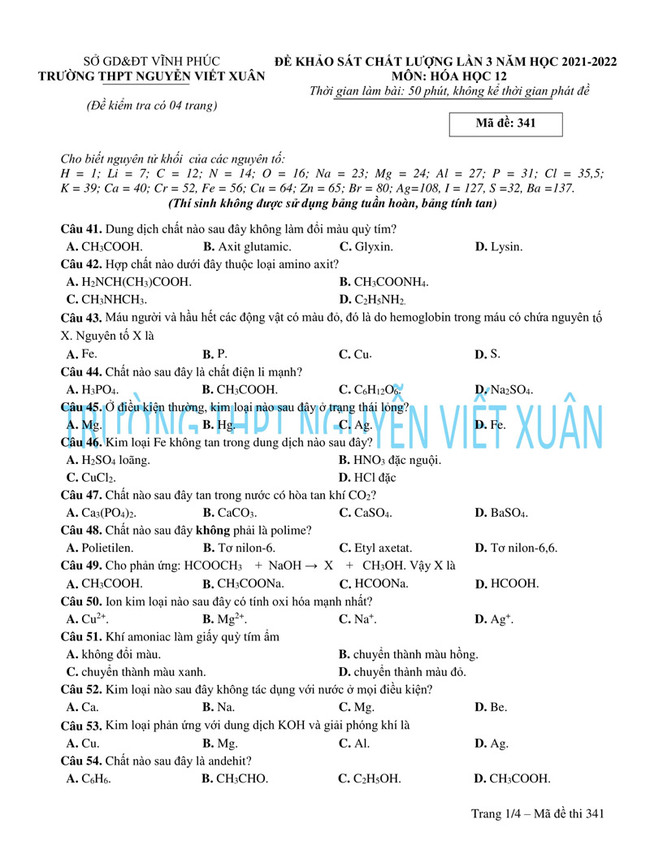 SỞ GD&ĐT VĨNH PHÚC
TRƯỜNG THPT NGUYỄN VIẾT XUÂN
(Đề kiểm tra có 04 trang)
ĐỀ KHẢO SÁT CHẤT LƯỢNG LẦN 3 NĂM HỌC 2021-2022
MÔN: HÓA HỌC 12
Thời gian làm bài: 50 phút, không kể thời gian phát đề
Mã đề: 341
Cho biết nguyên tử khối của các nguyên tố:
H = 1; Li = 7; C = 12; N = 14; O = 16; Na = 23; Mg = 24; Al = 27; P = 31; Cl = 35,5;
K = 39; Ca = 40; Cr = 52, Fe = 56; Cu = 64; Zn = 65; Br = 80; Ag=108, I = 127, S =32, Ba =137.
(Thí sinh không được sử dụng bảng tuần hoàn, bảng tính tan)
Câu 41. Dung dịch chất nào sau đây không làm đổi màu quỳ tím?
A. CH₃COOH. B. Axit glutamic. C. Glyxin. D. Lysin.
Câu 42. Hợp chất nào dưới đây thuộc loại amino axit?
A. H₂NCH(CH₃)COOH. B. CH₃COONH₄.
C. CH₃NHCH₃. D. C₂H₅NH₂.
Câu 43. Máu người và hầu hết các động vật có màu đỏ, đó là do hemoglobin trong máu có chứa nguyên tố
X. Nguyên tố X là
A. Fe. B. P. C. Cu. D. S.
Câu 44. Chất nào sau đây là chất điện li mạnh?
A. H₃PO₄. B. CH₃COOH. C. C₆H₁₂O₆. D. Na₂SO₄.
Câu 45. Ở điều kiện thường, kim loại nào sau đây ở trạng thái lỏng?
TRƯỜNG THPT NGUYỄN VIẾT XUÂN
A. Mg. B. Hg. C. Ag. D. Fe.
Câu 46. Kim loại Fe không tan trong dung dịch nào sau đây?
A. H₂SO₄ loãng. B. HNO₃ đặc nguội.
C. CuCl₂. D. HCl đặc
Câu 47. Chất nào sau đây tan trong nước có hòa tan khí CO₂?
A. Ca₃(PO₄)₂. B. CaCO₃. C. CaSO₄. D. BaSO₄.
Câu 48. Chất nào sau đây không phải là polime?
A. Polietilen. B. Tơ nilon-6. C. Etyl axetat. D. Tơ nilon-6,6.
Câu 49. Cho phản ứng: HCOOCH₃ + NaOH → X + CH₃OH. Vậy X là
A. CH₃COOH. B. CH₃COONa. C. HCOONa. D. HCOOH.
Câu 50. Ion kim loại nào sau đây có tính oxi hóa mạnh nhất?
A. Cu²⁺. B. Mg²⁺. C. Na⁺. D. Ag⁺.
Câu 51. Khí amoniac làm giấy quỳ tím ẩm
A. không đổi màu. B. chuyển thành màu hồng.
C. chuyển thành màu xanh. D. chuyển thành màu đỏ.
Câu 52. Kim loại nào sau đây không tác dụng với nước ở mọi điều kiện?
A. Ca. B. Na. C. Mg. D. Be.
Câu 53. Kim loại phản ứng với dung dịch KOH và giải phóng khí là
A. Cu. B. Mg. C. Al. D. Ag.
Câu 54. Chất nào sau đây là andehit?
A. C₆H₆. B. CH₃CHO. C. C₂H₅OH. D. CH₃COOH.
Trang 1/4 – Mã đề thi 341